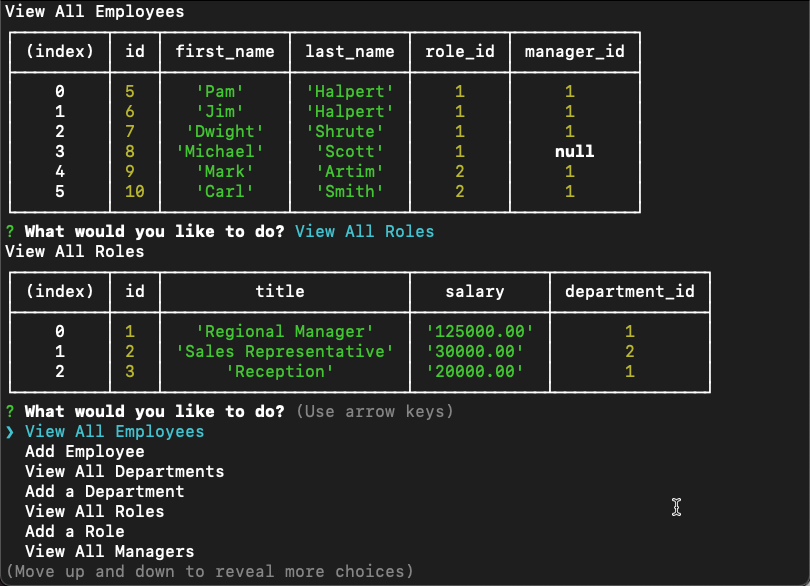 View All Employees
(index) id first_name last_name role_id manager_id
0 5 'Pam' 'Halpert' 1 1
1 6 'Jim' 'Halpert' 1 1
2 7 'Dwight' 'Shrute' 1 1
3 8 'Michael' 'Scott' 1 null
4 9 'Mark' 'Artim' 2 1
5 10 'Carl' 'Smith' 2 1
? What would you like to do? View All Roles
View All Roles
(index) id title salary department_id
0 1 'Regional Manager' '125000.00' 1
1 2 'Sales Representative' '30000.00' 2
2 3 'Reception' '20000.00' 1
? What would you like to do? (Use arrow keys)
❯ View All Employees
Add Employee
View All Departments
Add a Department
View All Roles
Add a Role
View All Managers
(Move up and down to reveal more choices)